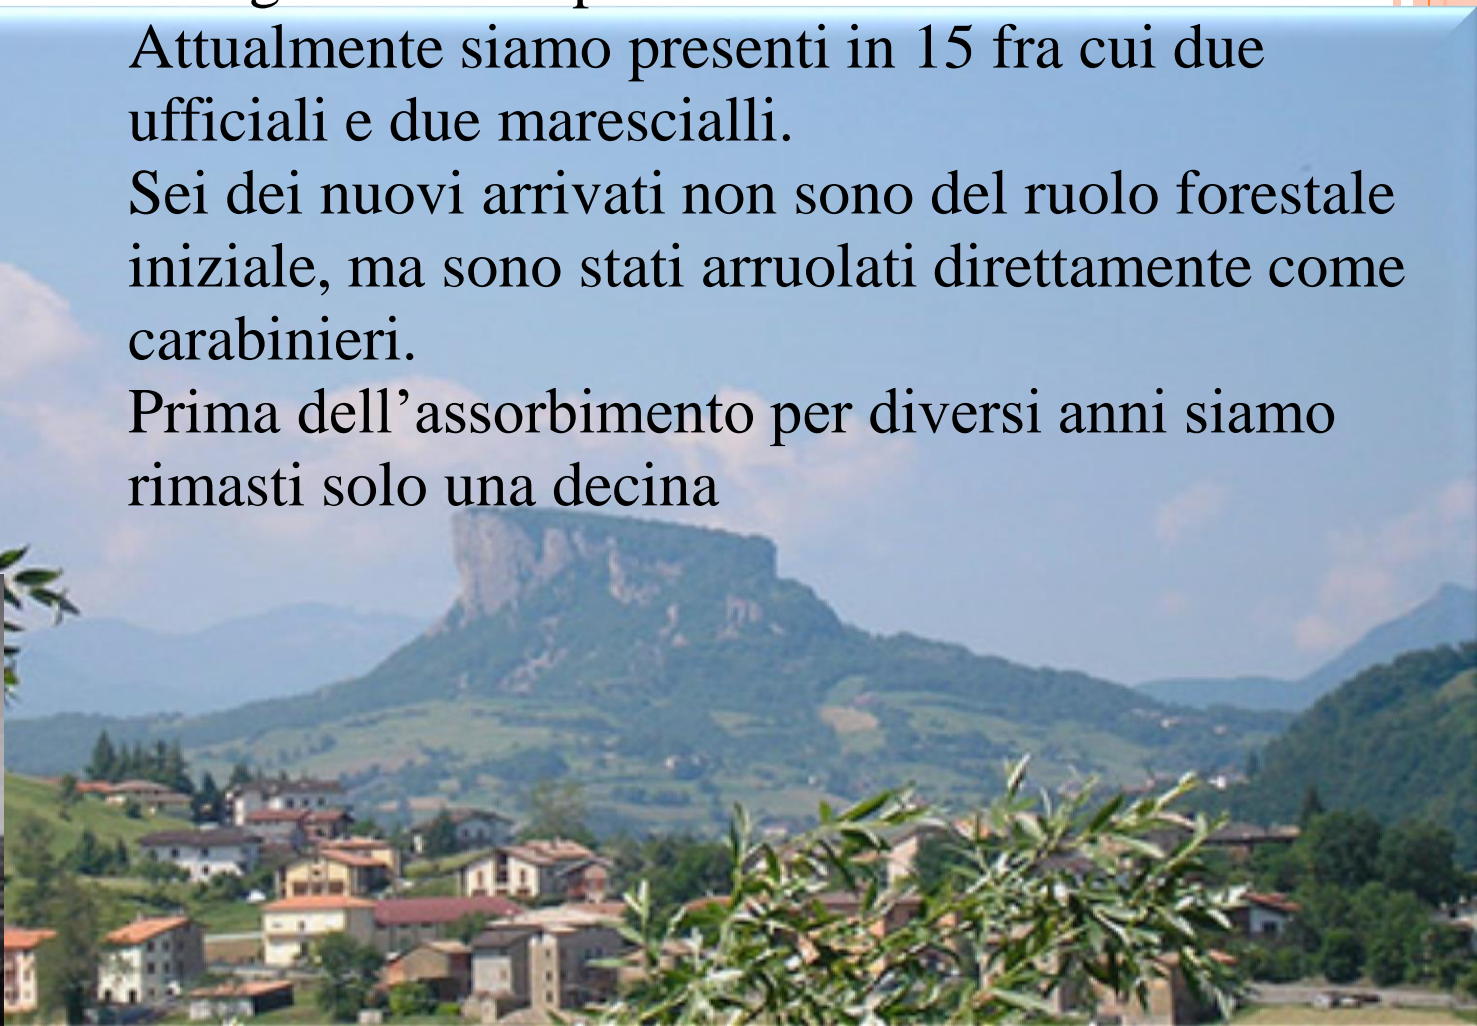 Attualmente siamo presenti in 15 fra cui due
ufficiali e due marescialli.
Sei dei nuovi arrivati non sono del ruolo forestale
iniziale, ma sono stati arruolati direttamente come
carabinieri.
Prima dell’assorbimento per diversi anni siamo
rimasti solo una decina